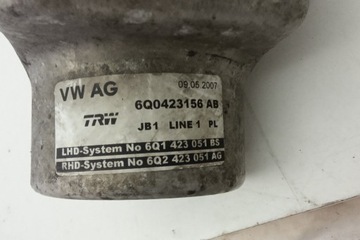 VW AG 09.05.2007
6Q0423156 AB
TRW JB1 LINE 1 PL
LHD-System No 6Q1 423 051 BS
RHD-System No 6Q2 423 051 AG